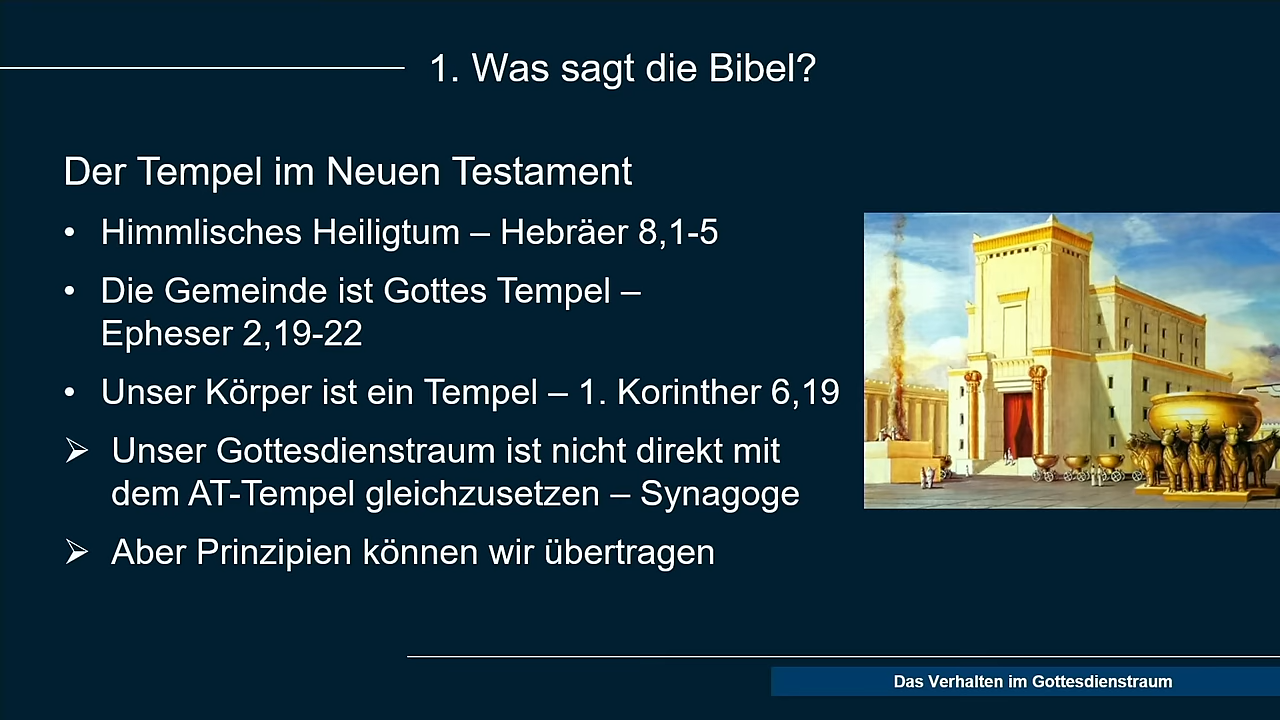 1. Was sagt die Bibel?
Der Tempel im Neuen Testament
• Himmlisches Heiligtum – Hebräer 8,1-5
• Die Gemeinde ist Gottes Tempel –
Epheser 2,19-22
• Unser Körper ist ein Tempel – 1. Korinther 6,19
➢ Unser Gottesdienstraum ist nicht direkt mit
dem AT-Tempel gleichzusetzen – Synagoge
➢ Aber Prinzipien können wir übertragen
Das Verhalten im Gottesdienstraum